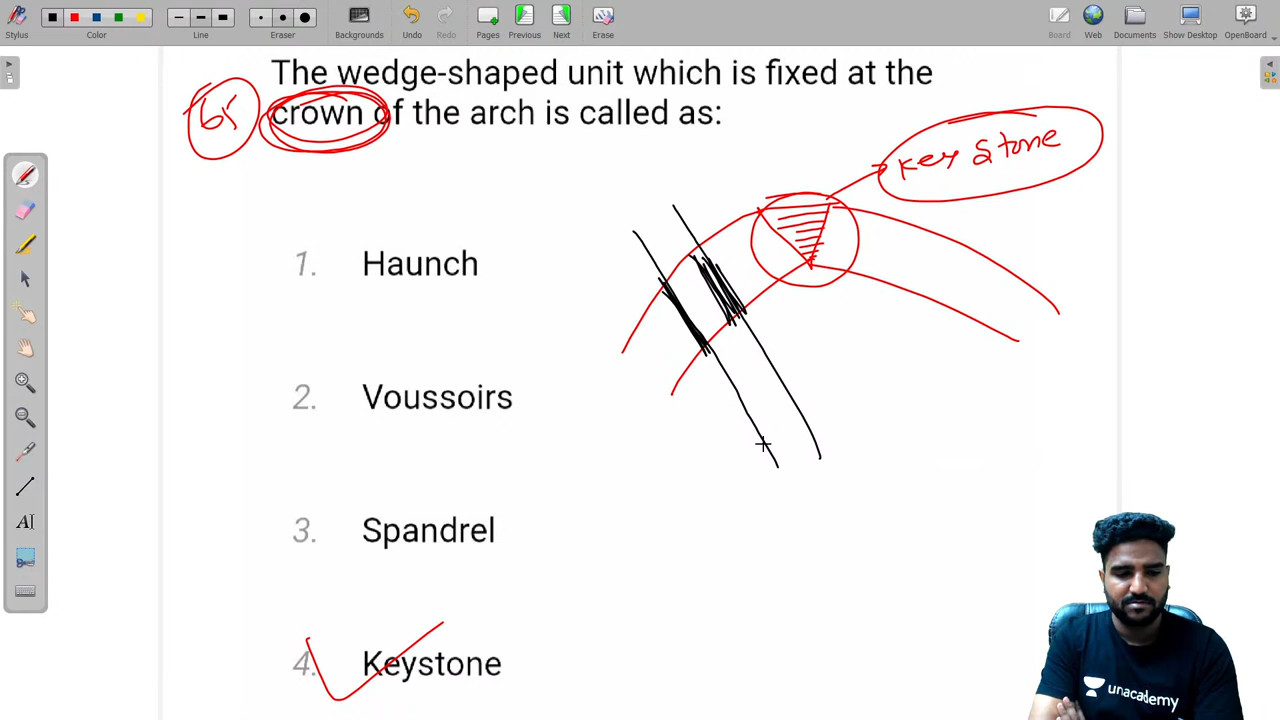 Stylus
Color
Line
Eraser
Backgrounds
Undo
Redo
Pages
Previous
Next
Erase
Board
Web
Documents
Show Desktop
OpenBoard
The wedge-shaped unit which is fixed at the
65
crown of the arch is called as:
Key Stone
1. Haunch
2. Voussoirs
3. Spandrel
4. Keystone
unacademy